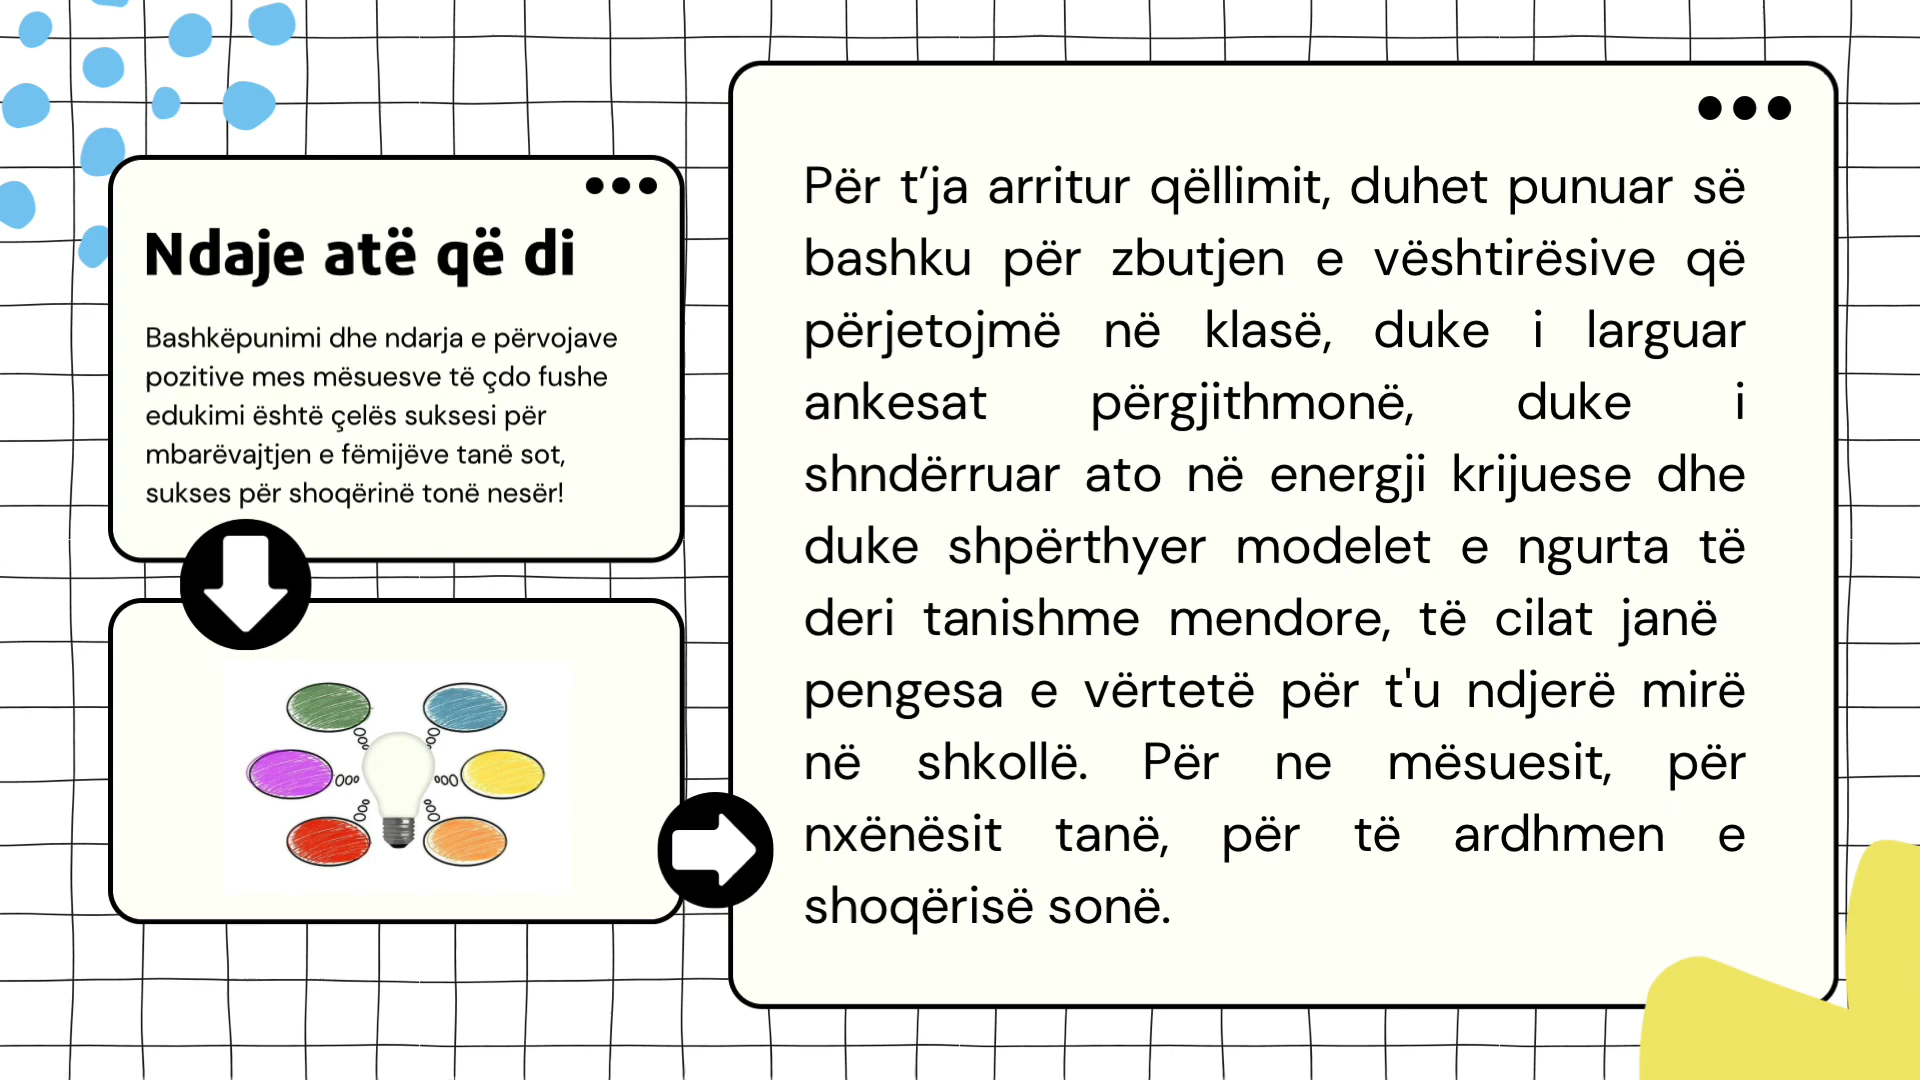 Ndaje atë që di
Bashkëpunimi dhe ndarja e përvojave
pozitive mes mësuesve të çdo fushe
edukimi është çelës suksesi për
mbarëvajtjen e fëmijëve tanë sot,
sukses për shoqërinë tonë nesër!
Për t’ja arritur qëllimit, duhet punuar së
bashku për zbutjen e vështirësive që
përjetojmë në klasë, duke i larguar
ankesat përgjithmonë, duke i
shndërruar ato në energji krijuese dhe
duke shpërthyer modelet e ngurta të
deri tanishme mendore, të cilat janë
pengesa e vërtetë për t'u ndjerë mirë
në shkollë. Për ne mësuesit, për
nxënësit tanë, për të ardhmen e
shoqërisë sonë.